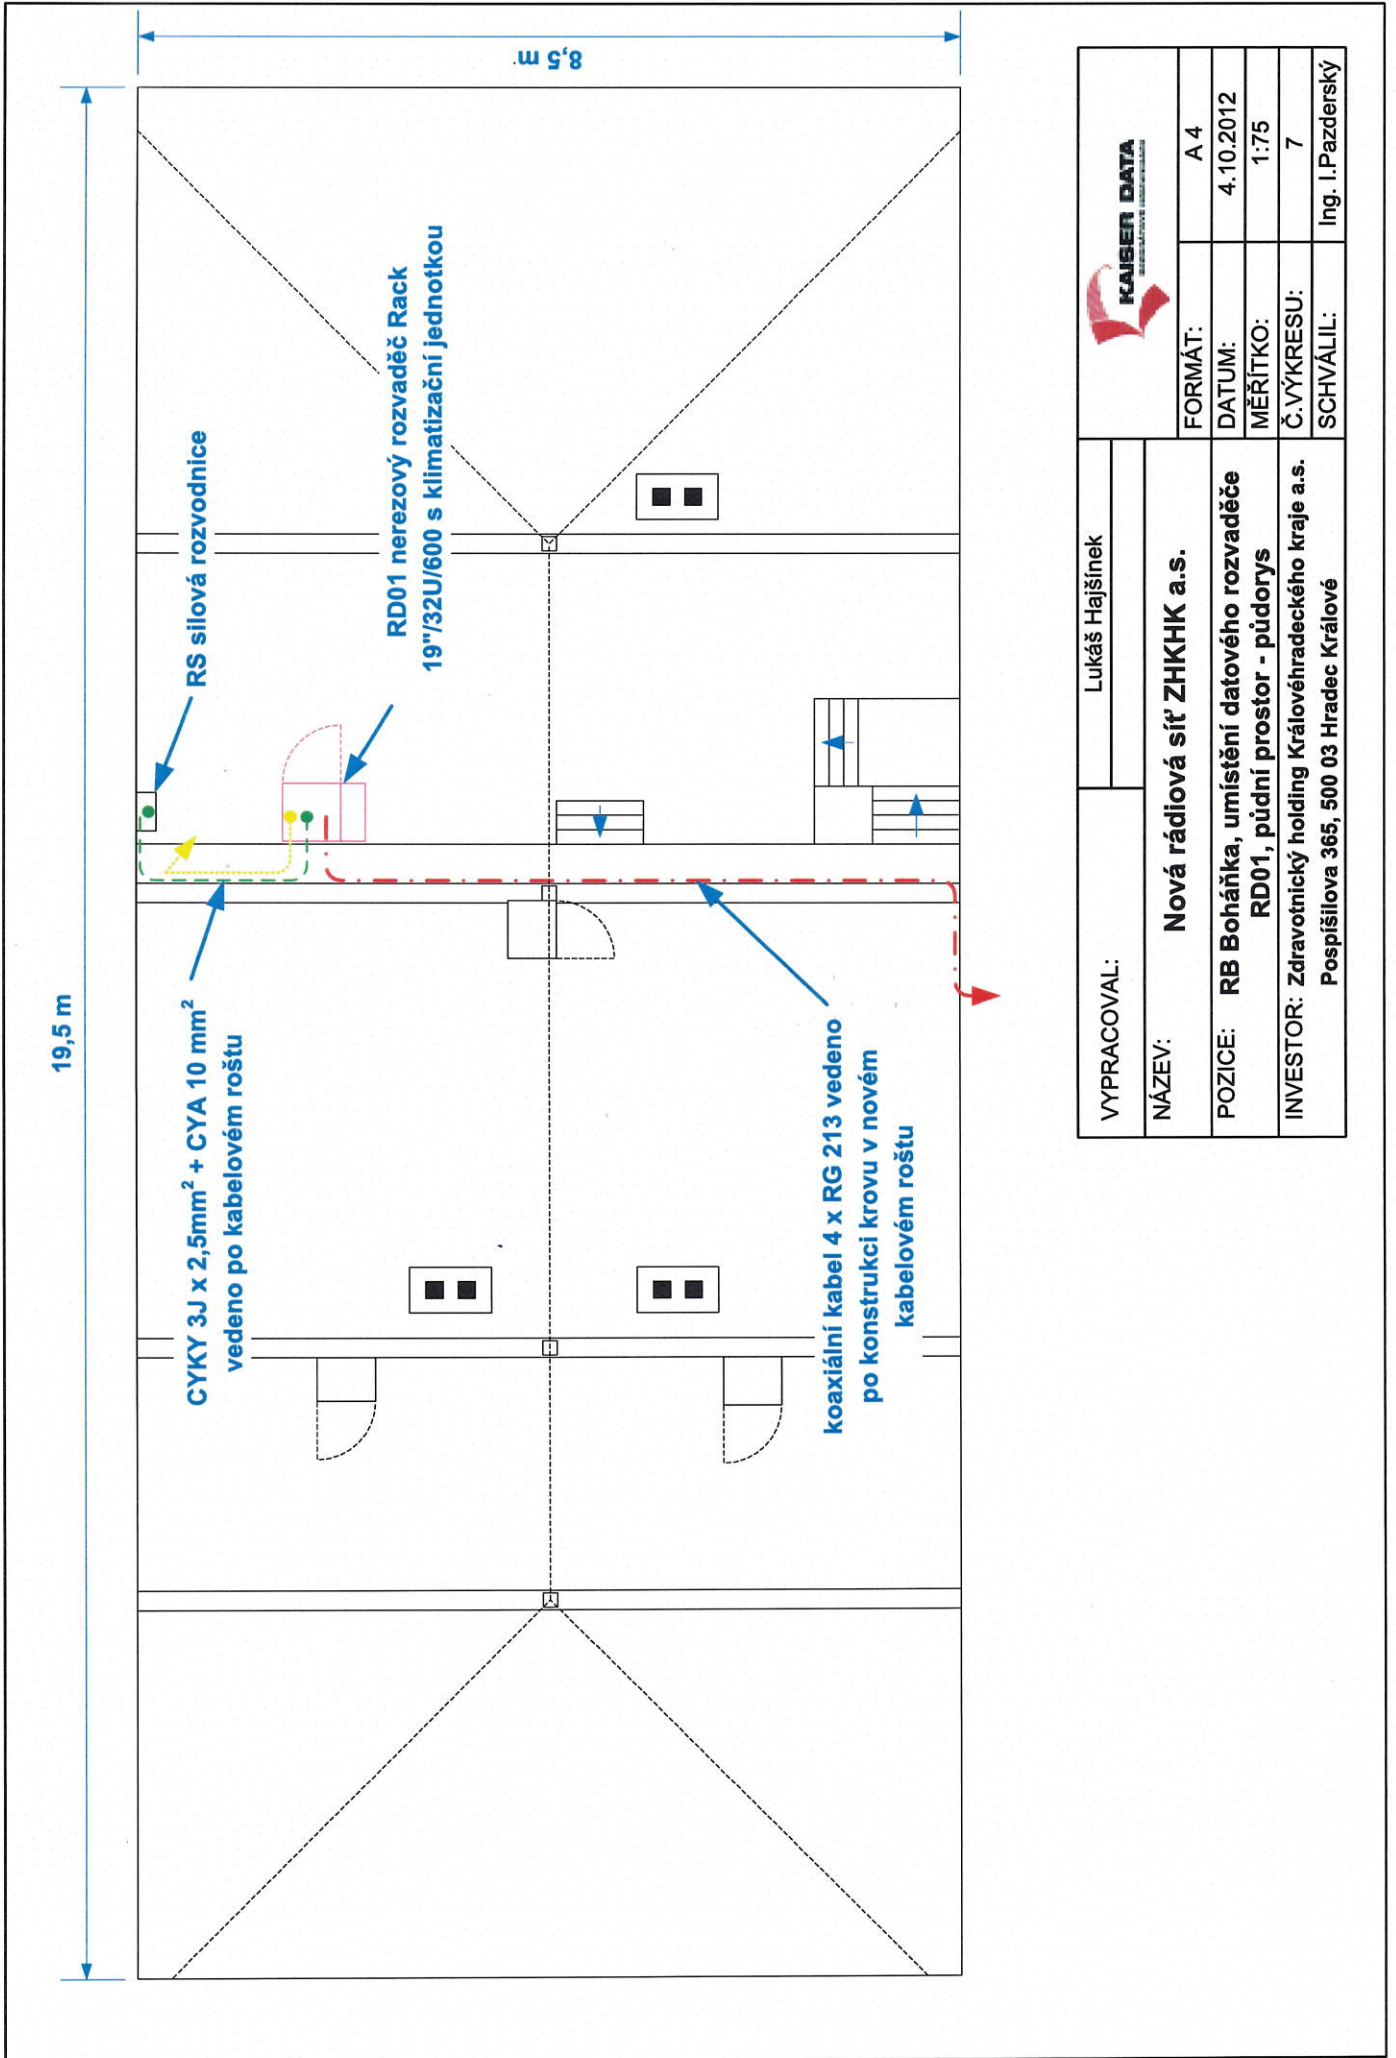 19,5 m
8,5 m
RS silová rozvodnice
RD01 nerezový rozvaděč Rack
19"/32U/600 s klimatizační jednotkou
CYKY 3J x 2,5mm² + CYA 10 mm²
vedeno po kabelovém roštu
koaxiální kabel 4 x RG 213 vedeno
po konstrukci krovu v novém
kabelovém roštu
VYPRACOVAL: Lukáš Hajšínek
KAISER DATA
NÁZEV: Nová rádiová síť ZHKHK a.s.
FORMÁT: A 4
POZICE: RB Boháňka, umístění datového rozvaděče
RD01, půdní prostor - půdorys
DATUM: 4.10.2012
MĚŘÍTKO: 1:75
INVESTOR: Zdravotnický holding Královéhradeckého kraje a.s.
Pospíšilova 365, 500 03 Hradec Králové
Č.VÝKRESU: 7
SCHVÁLIL: Ing. I.Pazderský